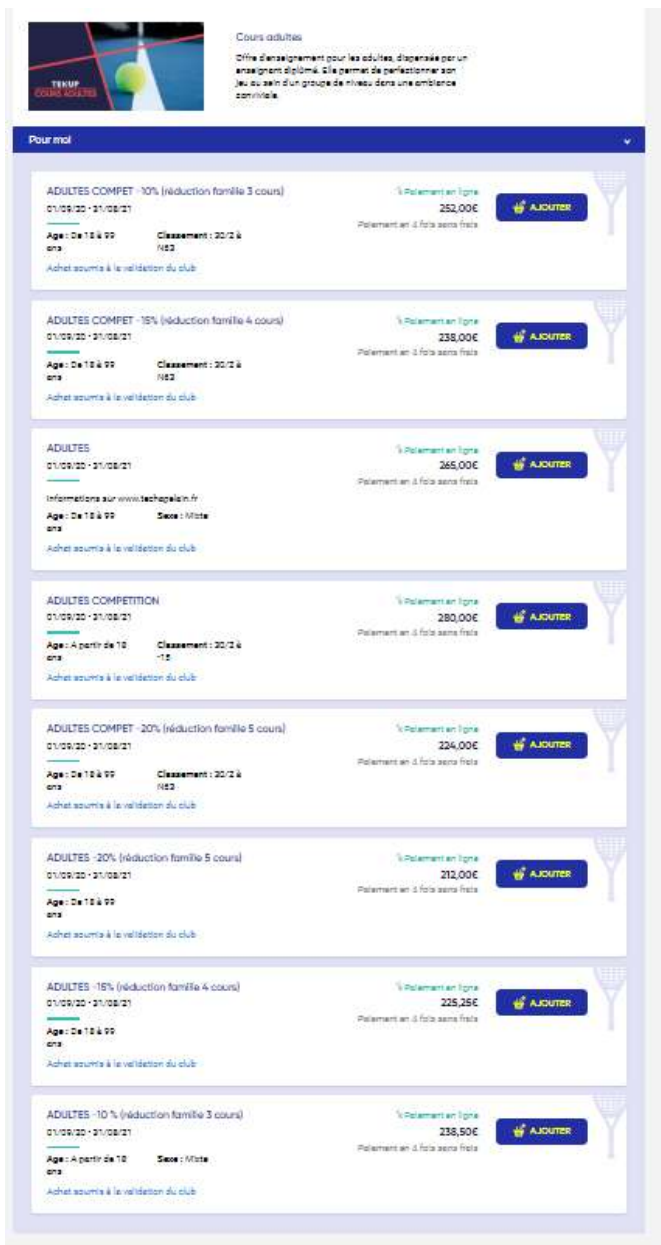 Cours adultes
Offre d'enseignement pour les adultes, dispensée par un
enseignant diplômé. Elle permet de perfectionner son
jeu au sein d'un groupe de niveau dans une ambiance
conviviale.
TEKUP
COURS ADULTES
Pour moi
ADULTES COMPET -10% (réduction famille 3 cours)
01/09/20 - 31/08/21
Paiement en ligne
252,00€
Paiement en 4 fois sans frais
AJOUTER
Age : De 18 à 99
ans
Classement : 30/2 à
N63
Achat soumis à la validation du club
ADULTES COMPET -15% (réduction famille 4 cours)
01/09/20 - 31/08/21
Paiement en ligne
238,00€
Paiement en 4 fois sans frais
AJOUTER
Age : De 18 à 99
ans
Classement : 30/2 à
N63
Achat soumis à la validation du club
ADULTES
01/09/20 - 31/08/21
Paiement en ligne
265,00€
Paiement en 4 fois sans frais
AJOUTER
Informations sur www.techapelain.fr
Age : De 18 à 99
ans
Sexe : Mixte
Achat soumis à la validation du club
ADULTES COMPETITION
01/09/20 - 31/08/21
Paiement en ligne
280,00€
Paiement en 4 fois sans frais
AJOUTER
Age : A partir de 18
ans
Classement : 30/2 à
-15
Achat soumis à la validation du club
ADULTES COMPET -20% (réduction famille 5 cours)
01/09/20 - 31/08/21
Paiement en ligne
224,00€
Paiement en 4 fois sans frais
AJOUTER
Age : De 18 à 99
ans
Classement : 30/2 à
N63
Achat soumis à la validation du club
ADULTES -20% (réduction famille 5 cours)
01/09/20 - 31/08/21
Paiement en ligne
212,00€
Paiement en 4 fois sans frais
AJOUTER
Age : De 18 à 99
ans
Achat soumis à la validation du club
ADULTES -15% (réduction famille 4 cours)
01/09/20 - 31/08/21
Paiement en ligne
225,25€
Paiement en 4 fois sans frais
AJOUTER
Age : De 18 à 99
ans
Achat soumis à la validation du club
ADULTES -10 % (réduction famille 3 cours)
01/09/20 - 31/08/21
Paiement en ligne
238,50€
Paiement en 4 fois sans frais
AJOUTER
Age : A partir de 18
ans
Sexe : Mixte
Achat soumis à la validation du club